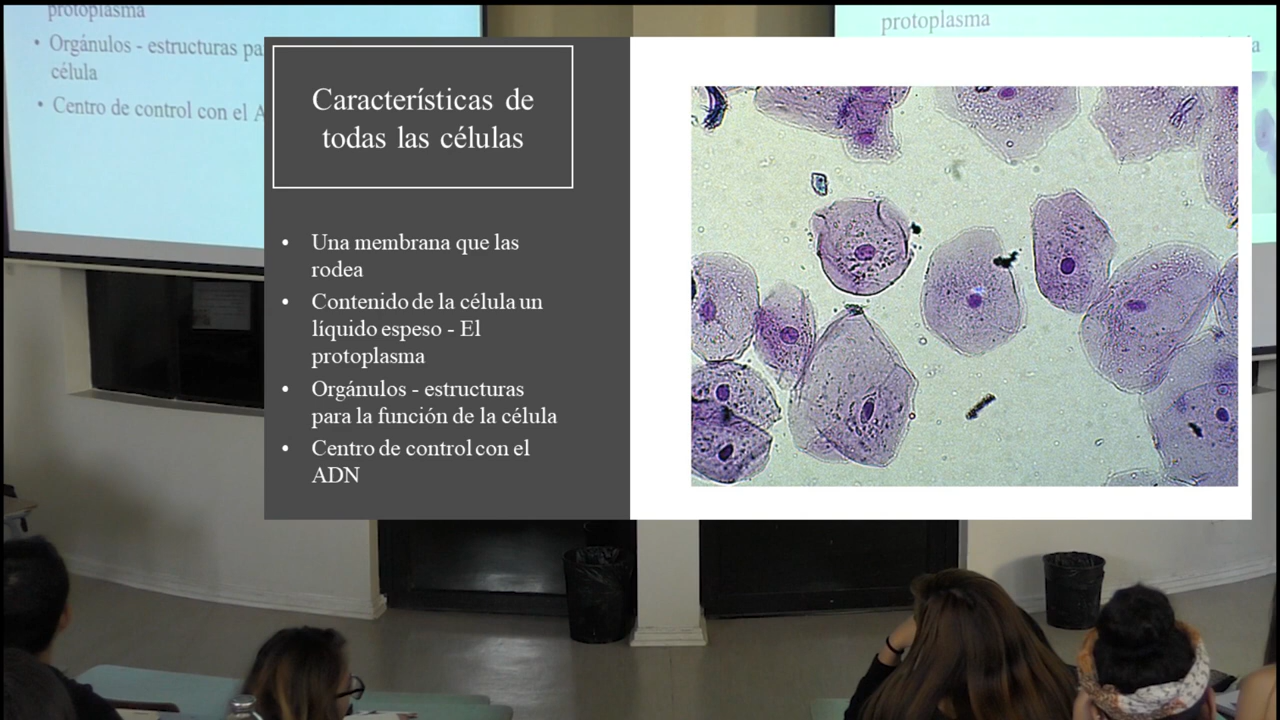 protoplasma
• Orgánulos - estructuras pa
célula
• Centro de control con el A
protoplasma
a
Características de
todas las células
• Una membrana que las
rodea
• Contenido de la célula un
líquido espeso - El
protoplasma
• Orgánulos - estructuras
para la función de la célula
• Centro de control con el
ADN